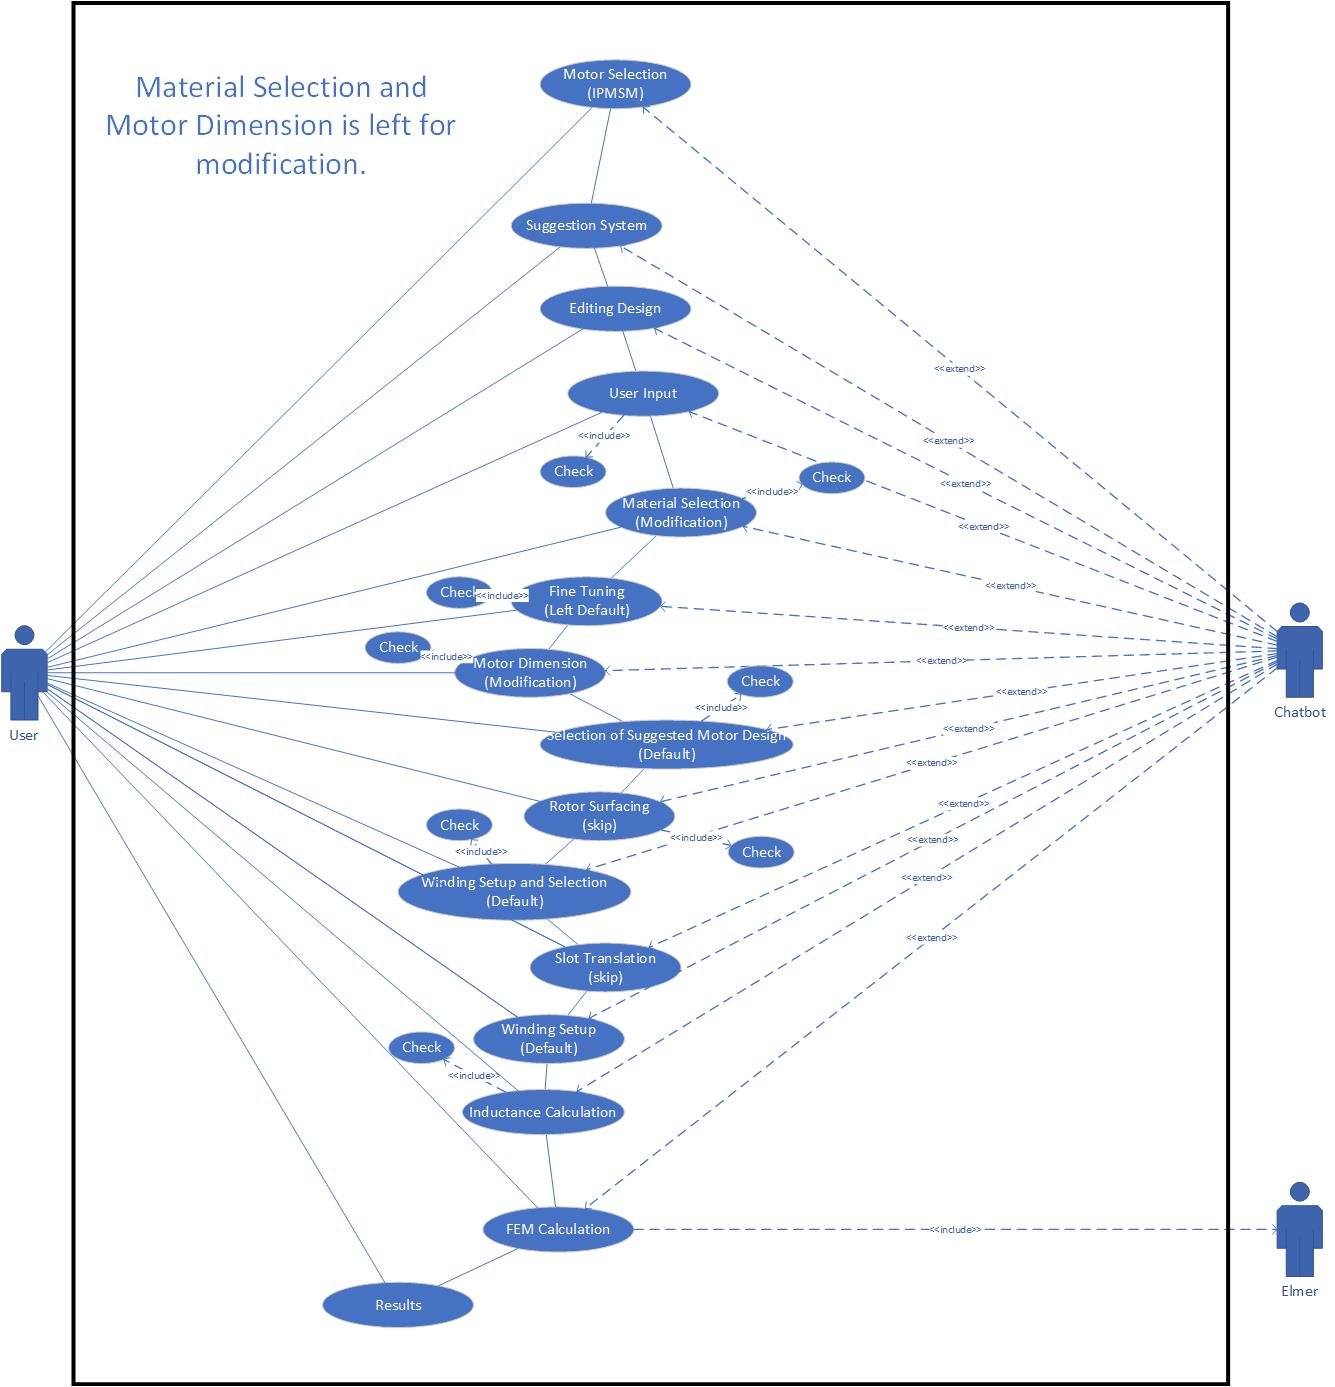 Material Selection and
Motor Dimension is left for
modification.
Motor Selection
(IPMSM)
Suggestion System
Editing Design
<<extend>>
User Input
<<include>>
<<extend>>
Check
Check
<<extend>>
<<include>>
Material Selection
(Modification)
<<extend>>
<<extend>>
Check
<<include>>
Fine Tuning
(Left Default)
<<extend>>
Check
<<include>>
Motor Dimension
(Modification)
<<extend>>
Check
<<extend>>
<<include>>
User
Chatbot
Selection of Suggested Motor Design
(Default)
<<extend>>
<<extend>>
Rotor Surfacing
(skip)
<<extend>>
Check
<<include>>
<<extend>>
<<include>>
Check
Winding Setup and Selection
(Default)
<<extend>>
<<extend>>
Slot Translation
(skip)
Winding Setup
(Default)
Check
<<include>>
Inductance Calculation
FEM Calculation
<<include>>
Elmer
Results